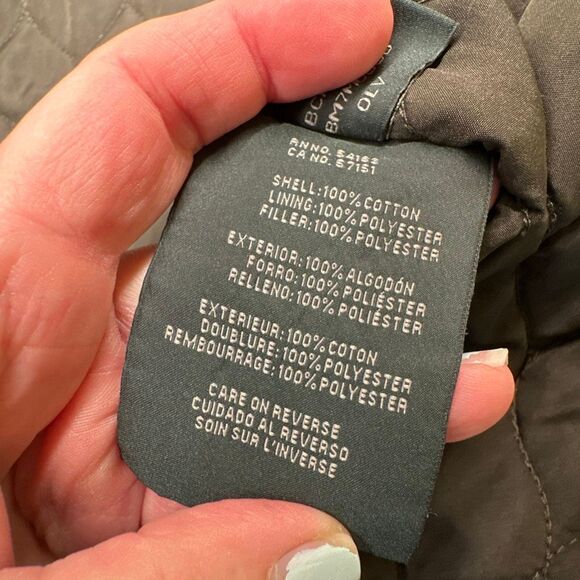 OLV
RN NO. 54163
CA NO. 57151
SHELL:100% COTTON
LINING:100% POLYESTER
FILLER:100% POLYESTER
EXTERIOR:100% ALGODÓN
FORRO:100% POLIÉSTER
RELLENO:100% POLIÉSTER
EXTERIEUR:100% COTON
DOUBLURE:100% POLYESTER
REMBOURRAGE:100% POLYESTER
CARE ON REVERSE
CUIDADO AL REVERSO
SOIN SUR L'INVERSE